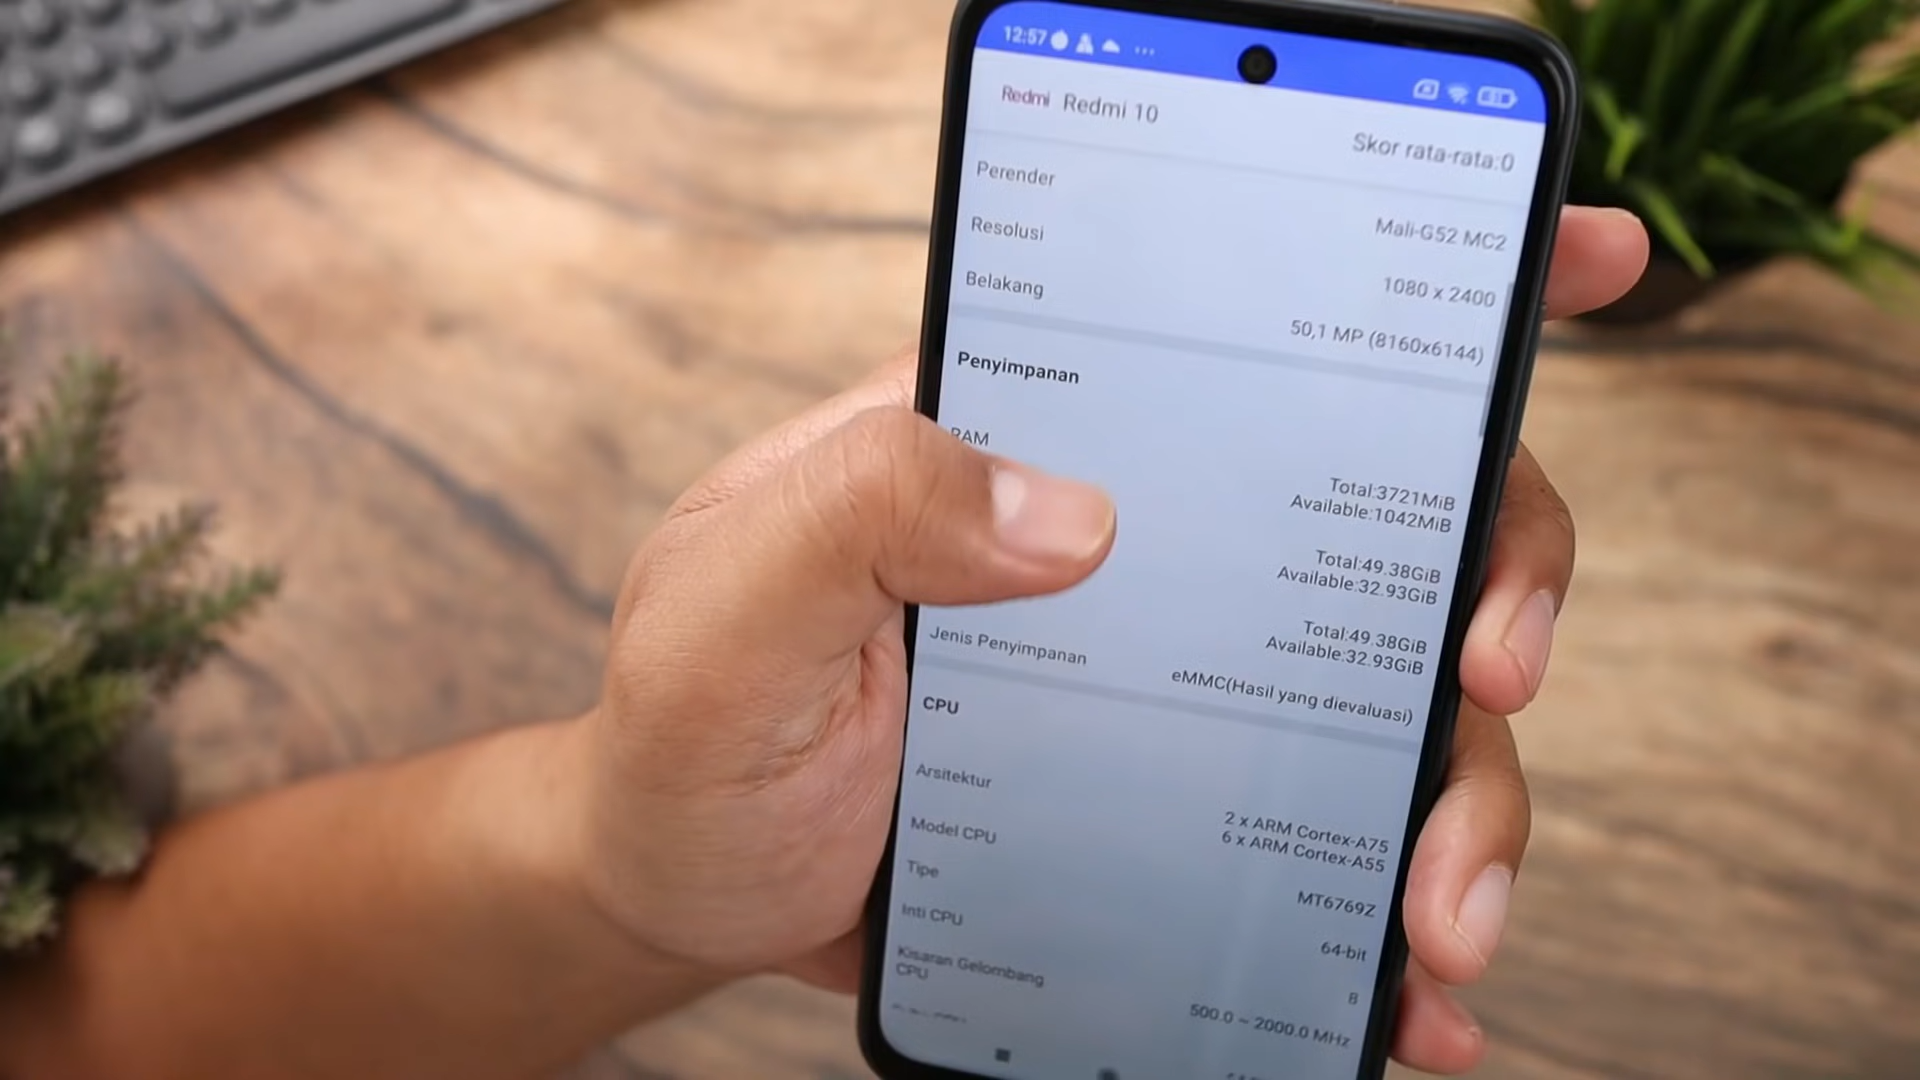 12:57
Redmi Redmi 10
Skor rata-rata:0
Perender
Mali-G52 MC2
Resolusi
1080 x 2400
Belakang
50,1 MP (8160x6144)
Penyimpanan
RAM
Total:3721MiB
Available:1042MiB
Total:49.38GiB
Available:32.93GiB
Total:49.38GiB
Available:32.93GiB
Jenis Penyimpanan
eMMC(Hasil yang dievaluasi)
CPU
Arsitektur
2 x ARM Cortex-A75
6 x ARM Cortex-A55
Model CPU
MT6769Z
Tipe
64-bit
Inti CPU
8
Kisaran Gelombang
CPU
500.0 ~ 2000.0 MHz